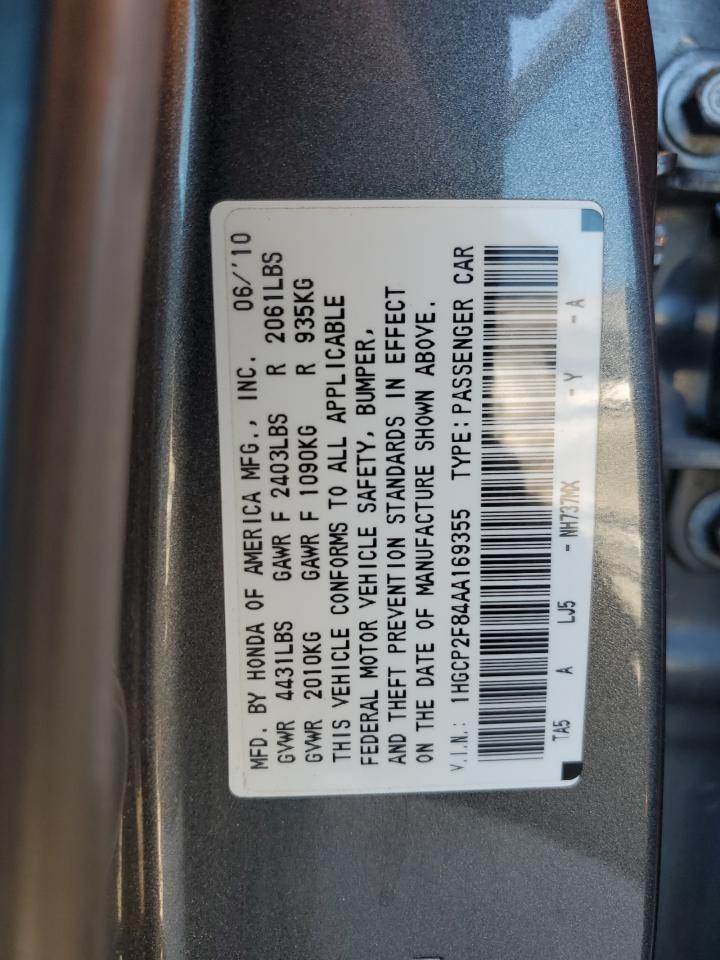 MFD. BY HONDA OF AMERICA MFG., INC. 06/'10
GVWR 4431LBS GAWR F 2403LBS R 2061LBS
GVWR 2010KG GAWR F 1090KG R 935KG
THIS VEHICLE CONFORMS TO ALL APPLICABLE
FEDERAL MOTOR VEHICLE SAFETY, BUMPER,
AND THEFT PREVENTION STANDARDS IN EFFECT
ON THE DATE OF MANUFACTURE SHOWN ABOVE.
V.I.N.: 1HGCP2F84AA169355 TYPE: PASSENGER CAR
TA5 A LJ5 - NH737MX - Y - A